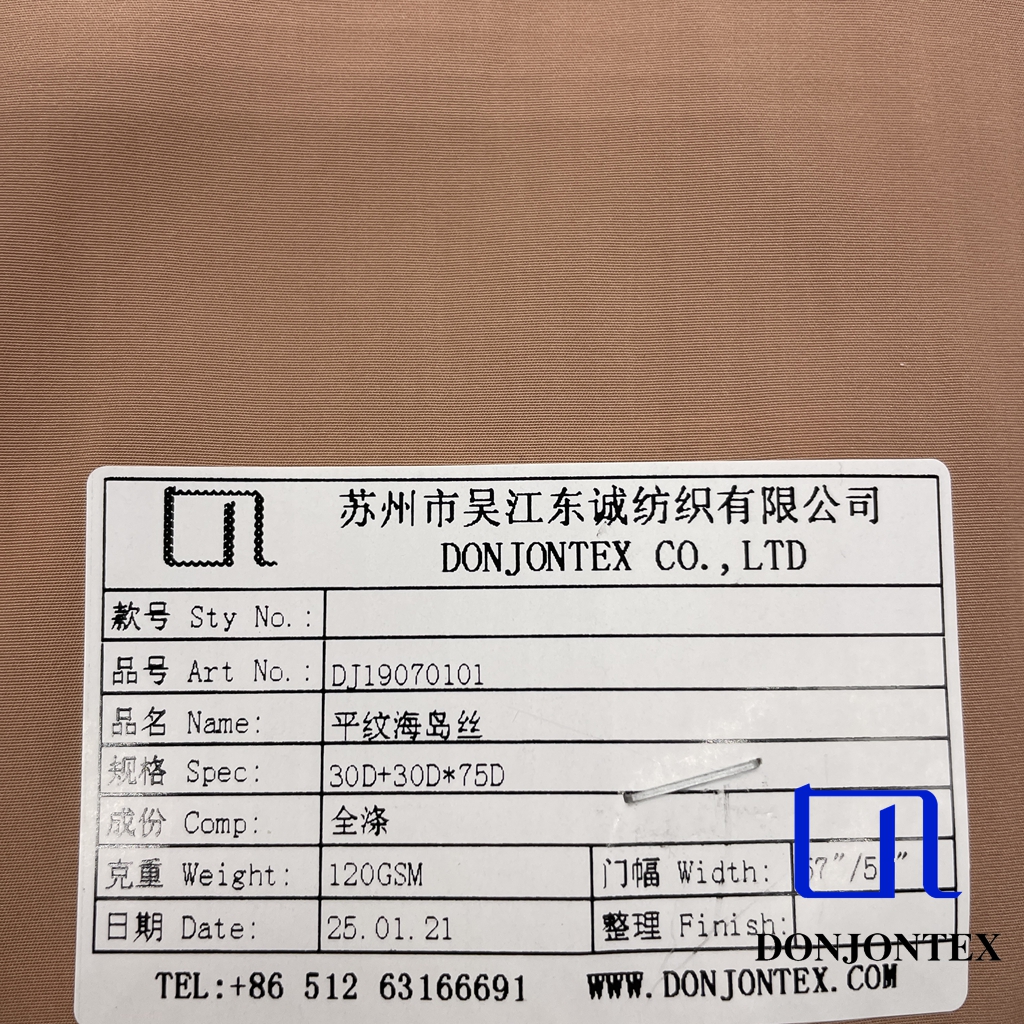 苏州市吴江东诚纺织有限公司
DONJONTEX CO.,LTD
款号 Sty No.:
品号 Art No.: DJ19070101
品名 Name: 平纹海岛丝
规格 Spec: 30D+30D*75D
成份 Comp: 全涤
克重 Weight: 120GSM 门幅 Width:
日期 Date: 25.01.21 整理 Finish:
DONJONTEX
TEL:+86 512 63166691 WWW.DONJONTEX.COM